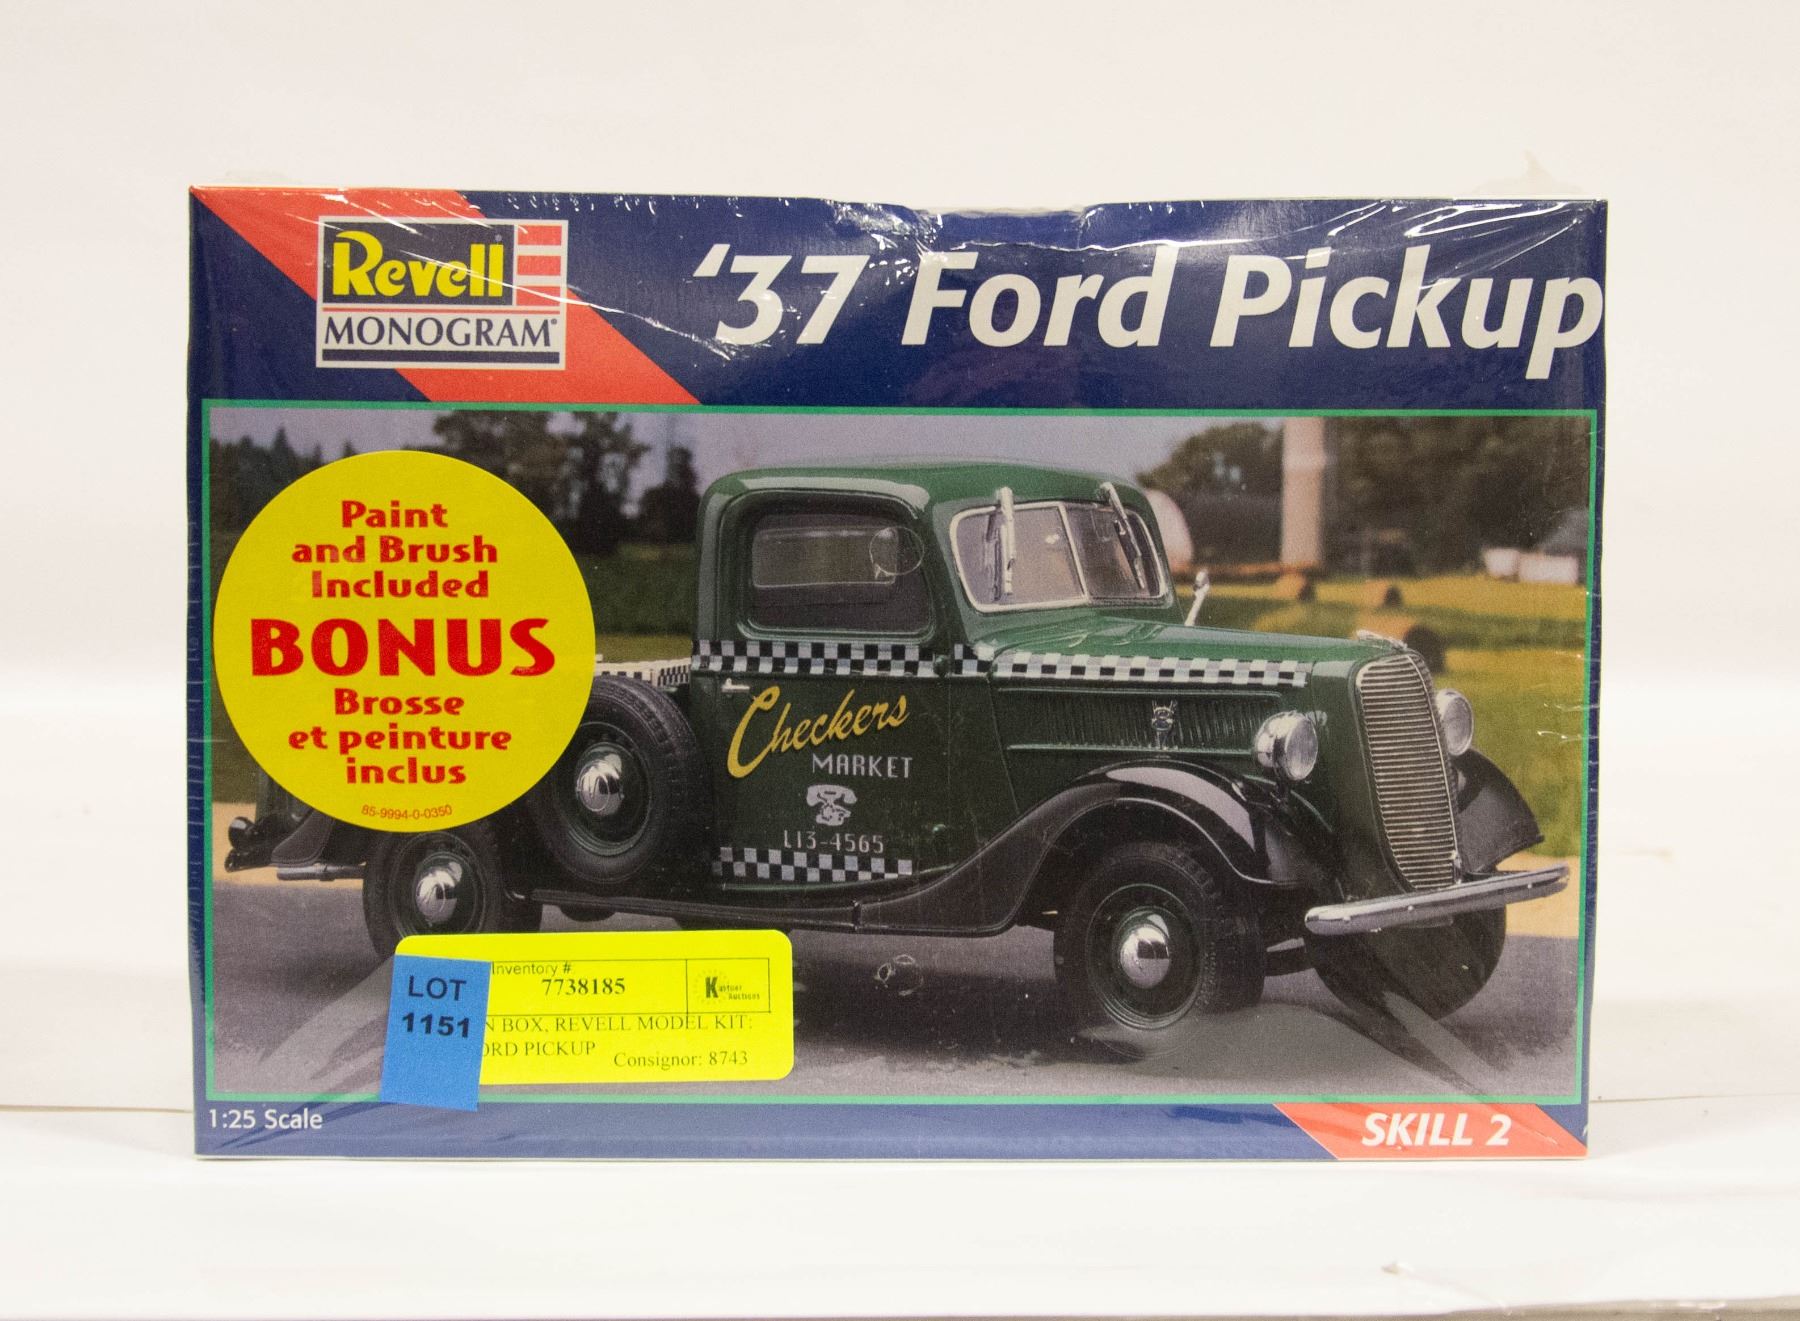 Revell
MONOGRAM
'37 Ford Pickup
Paint
and Brush
Included
BONUS
Brosse
et peinture
inclus
85-9994-0-0350
Checkers
MARKET
L13-4565
LOT
1151
Inventory #
7738185
Kastner
Auctions
N BOX, REVELL MODEL KIT:
ORD PICKUP
Consignor: 8743
1:25 Scale
SKILL 2